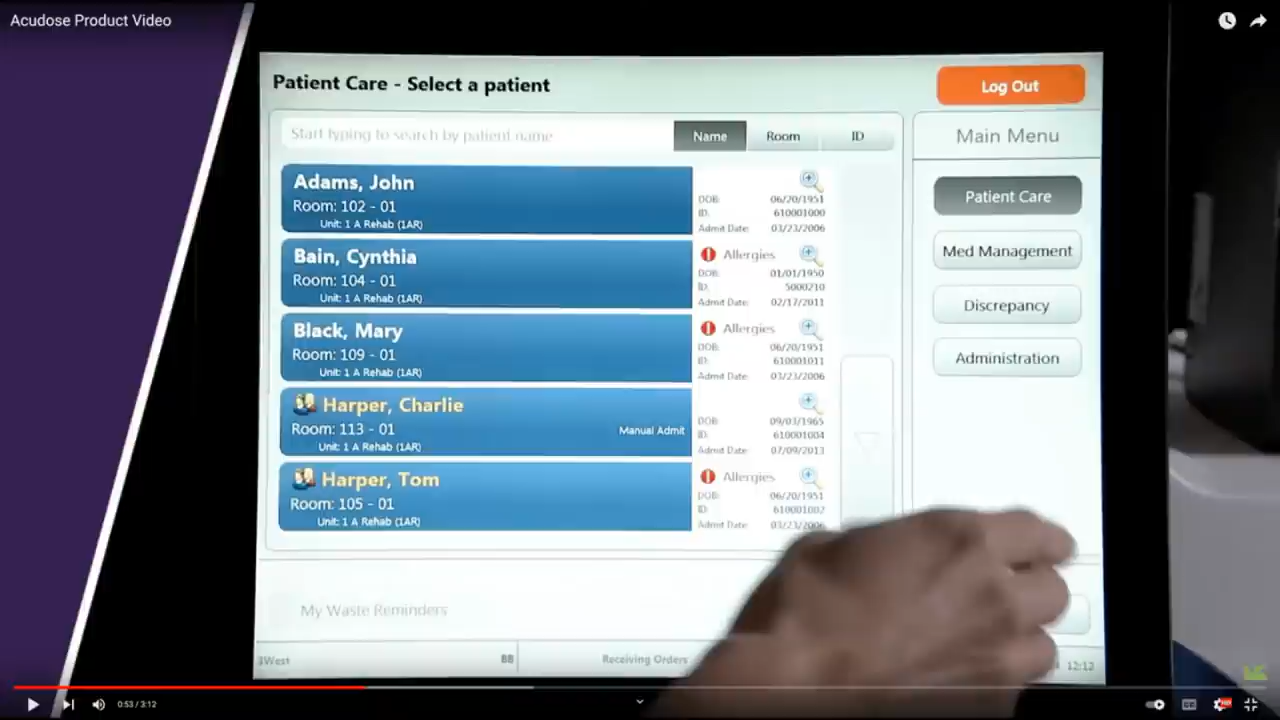 Acudose Product Video
Patient Care - Select a patient
Log Out
Start typing to search by patient name
Name
Room
ID
Main Menu
Adams, John
Room: 102 - 01
Unit: 1 A Rehab (1AR)
DOB: 06/20/1951
ID: 610001000
Admit Date: 03/23/2006
Bain, Cynthia
Room: 104 - 01
Unit: 1 A Rehab (1AR)
Allergies
DOB: 01/01/1950
ID: 5000210
Admit Date: 02/17/2011
Black, Mary
Room: 109 - 01
Unit: 1 A Rehab (1AR)
Allergies
DOB: 06/20/1951
ID: 610001011
Admit Date: 03/23/2006
Harper, Charlie
Room: 113 - 01
Manual Admit
Unit: 1 A Rehab (1AR)
DOB: 09/03/1965
ID: 610001004
Admit Date: 07/09/2013
Harper, Tom
Room: 105 - 01
Unit: 1 A Rehab (1AR)
Allergies
DOB: 06/20/1951
ID: 610001002
Admit Date: 03/23/2006
Patient Care
Med Management
Discrepancy
Administration
My Waste Reminders
3West
BB
Receiving Orders
12:12
0:53 / 3:12
CC
HD